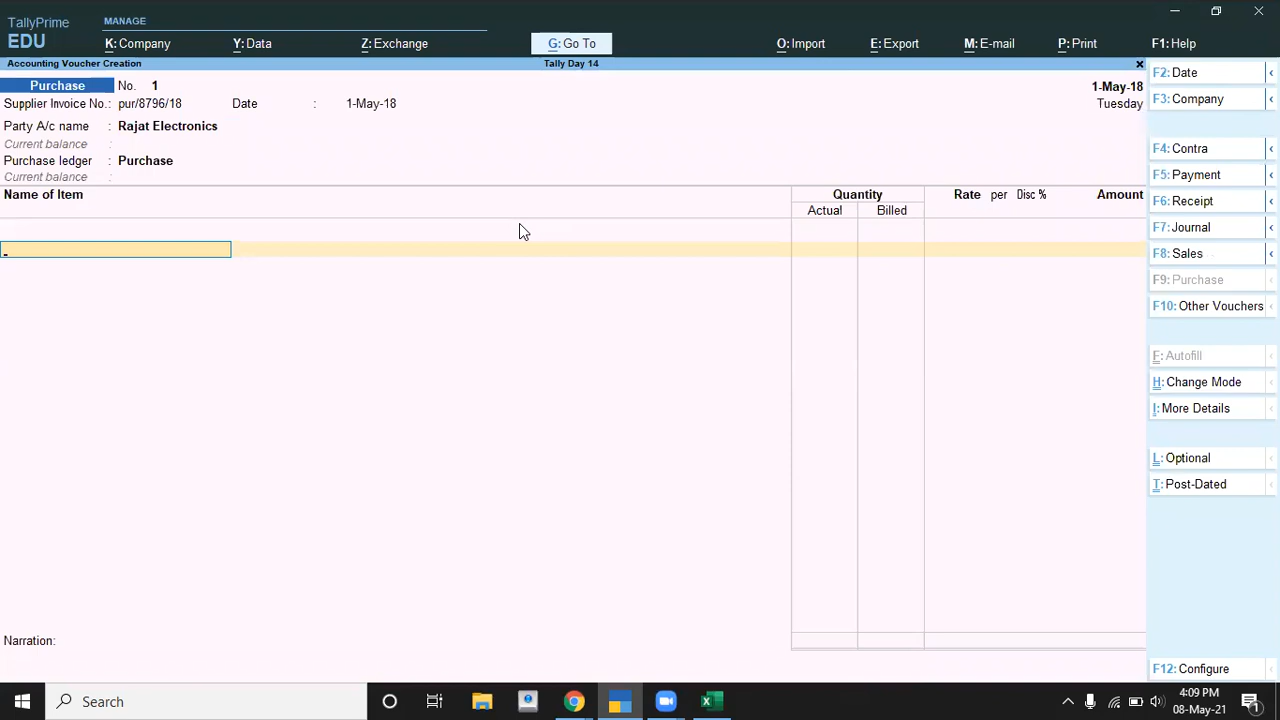 TallyPrime
EDU
MANAGE
K: Company
Y: Data
Z: Exchange
G: Go To
O: Import
E: Export
M: E-mail
P: Print
F1: Help
Accounting Voucher Creation
Tally Day 14
Purchase No. 1
1-May-18
Supplier Invoice No.: pur/8796/18 Date : 1-May-18
Tuesday
Party A/c name : Rajat Electronics
Current balance :
Purchase ledger : Purchase
Current balance :
Name of Item
Quantity
Rate per Disc % Amount
Actual Billed
Narration:
F2: Date
F3: Company
F4: Contra
F5: Payment
F6: Receipt
F7: Journal
F8: Sales
F9: Purchase
F10: Other Vouchers
F: Autofill
H: Change Mode
I: More Details
L: Optional
T: Post-Dated
F12: Configure
Search
4:09 PM
08-May-21
1